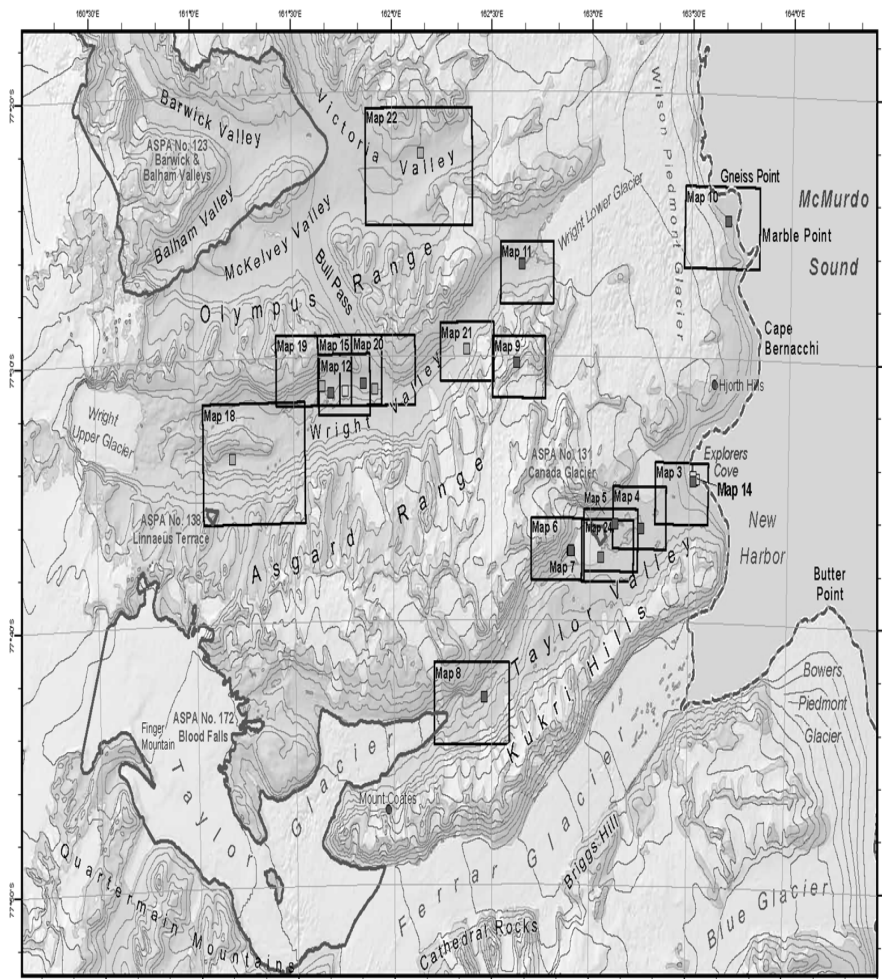 160°30'E
161°0'E
161°30'E
162°0'E
162°30'E
163°0'E
163°30'E
164°0'E
Barwick Valley
ASPA No. 123
Barwick &
Balham Valleys
Balham Valley
McKelvey Valley
Victoria
Valley
Map 22
Bull Pass
Olympus Range
Wilson Piedmont Glacier
Wright Lower Glacier
Gneiss Point
Map 10
Marble Point
McMurdo
Sound
Map 11
Cape
Bernacchi
Map 19
Map 15
Map 20
Map 12
Map 21
Map 9
Hjorth Hills
Wright
Upper Glacier
Map 18
Wright Valley
ASPA No. 131
Canada Glacier
Explorers
Cove
Map 3
Map 14
Map 5
Map 4
Map 6
Map 24
Map 7
ASPA No. 138
Linnaeus Terrace
Asgard Range
New
Harbor
Butter
Point
Taylor Valley
Kukri Hills
Map 8
Bowers
Piedmont
Glacier
ASPA No. 172
Blood Falls
Finger
Mountain
Taylor Glacier
Mount Coates
Ferrar Glacier
Briggs Hill
Blue Glacier
Cathedral Rocks
Quartermain Mountains